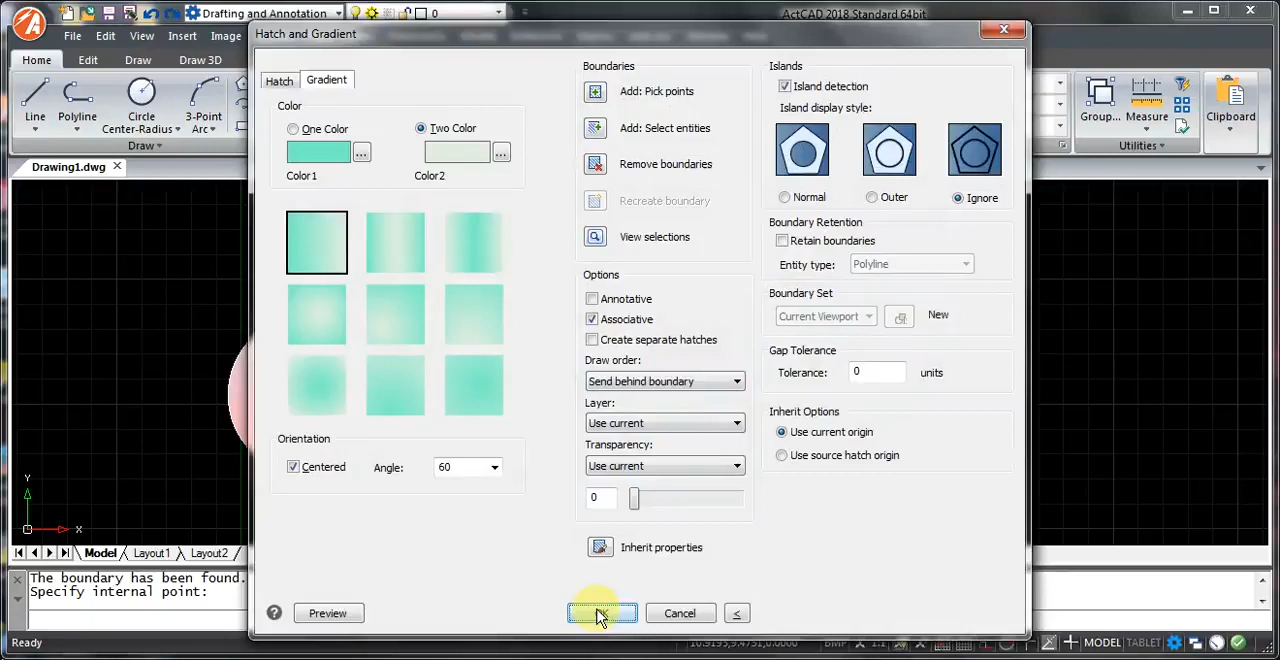 Drafting and Annotation
0
ActCAD 2018 Standard 64bit
File Edit View Insert Image
Hatch and Gradient
Home Edit Draw Draw 3D
Line
Polyline
Circle
Center-Radius
3-Point
Arc
Draw
Group...
Measure
Clipboard
Utilities
Drawing1.dwg
Hatch Gradient
Color
One Color
Two Color
...
...
Color1
Color2
Orientation
Centered
Angle: 60
Boundaries
Add: Pick points
Add: Select entities
Remove boundaries
Recreate boundary
View selections
Options
Annotative
Associative
Create separate hatches
Draw order:
Send behind boundary
Layer:
Use current
Transparency:
Use current
0
Inherit properties
Islands
Island detection
Island display style:
Normal
Outer
Ignore
Boundary Retention
Retain boundaries
Entity type: Polyline
Boundary Set
Current Viewport
New
Gap Tolerance
Tolerance: 0 units
Inherit Options
Use current origin
Use source hatch origin
Preview
Cancel
<
?
Y
X
Model Layout1 Layout2
The boundary has been found.
Specify internal point:
Ready
MODEL TABLET